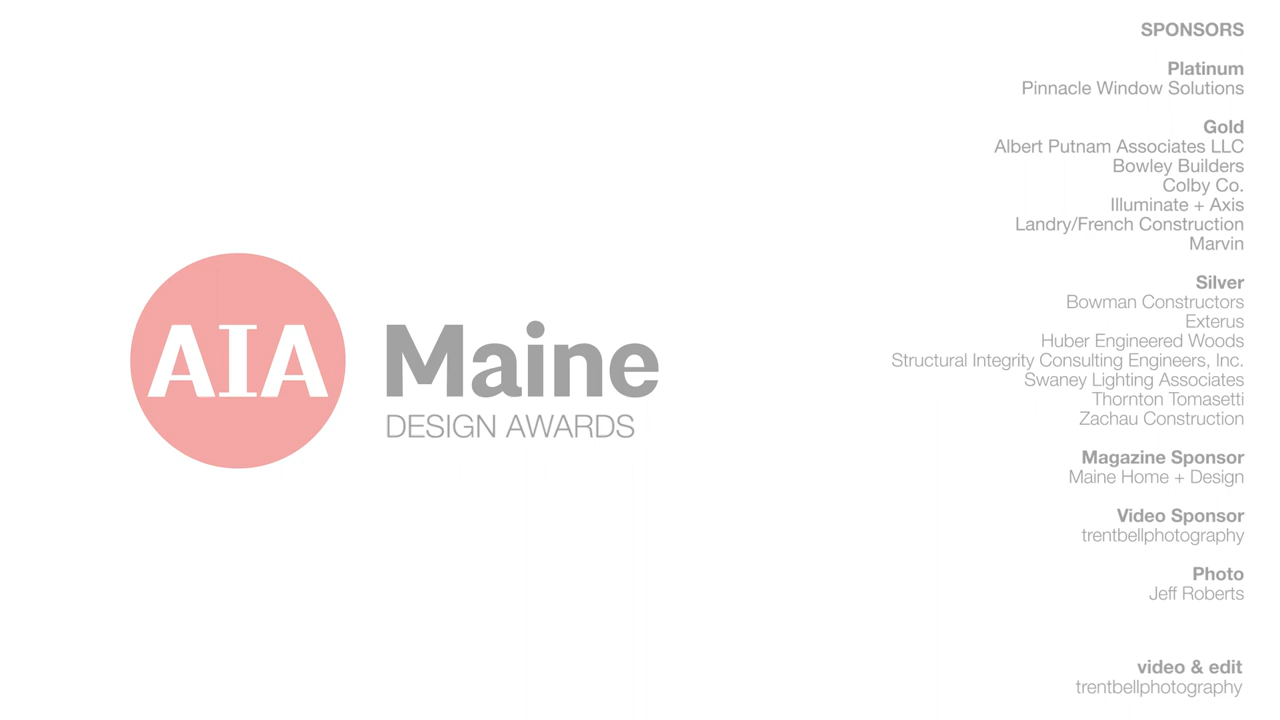 AIA
Maine
DESIGN AWARDS
SPONSORS
Platinum
Pinnacle Window Solutions
Gold
Albert Putnam Associates LLC
Bowley Builders
Colby Co.
Illuminate + Axis
Landry/French Construction
Marvin
Silver
Bowman Constructors
Exterus
Huber Engineered Woods
Structural Integrity Consulting Engineers, Inc.
Swaney Lighting Associates
Thornton Tomasetti
Zachau Construction
Magazine Sponsor
Maine Home + Design
Video Sponsor
trentbellphotography
Photo
Jeff Roberts
video & edit
trentbellphotography